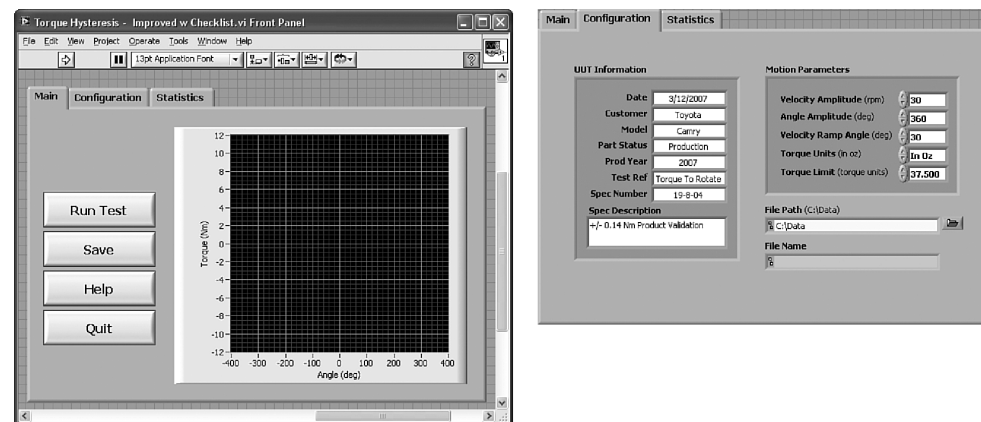 Torque Hysteresis - Improved w Checklist.vi Front Panel
File Edit View Project Operate Tools Window Help
13pt Application Font
1
Main Configuration Statistics
Run Test
Save
Help
Quit
Torque (Nm)
12
10
8
6
4
2
0
-2
-4
-6
-8
-10
-12
-400 -300 -200 -100 0 100 200 300 400
Angle (deg)
Main Configuration Statistics
UUT Information
Date 3/12/2007
Customer Toyota
Model Camry
Part Status Production
Prod Year 2007
Test Ref Torque To Rotate
Spec Number 19-8-04
Spec Description
+/- 0.14 Nm Product Validation
Motion Parameters
Velocity Amplitude (rpm) 30
Angle Amplitude (deg) 360
Velocity Ramp Angle (deg) 30
Torque Units (in oz) In Oz
Torque Limit (torque units) 37.500
File Path (C:\Data)
C:\Data
File Name